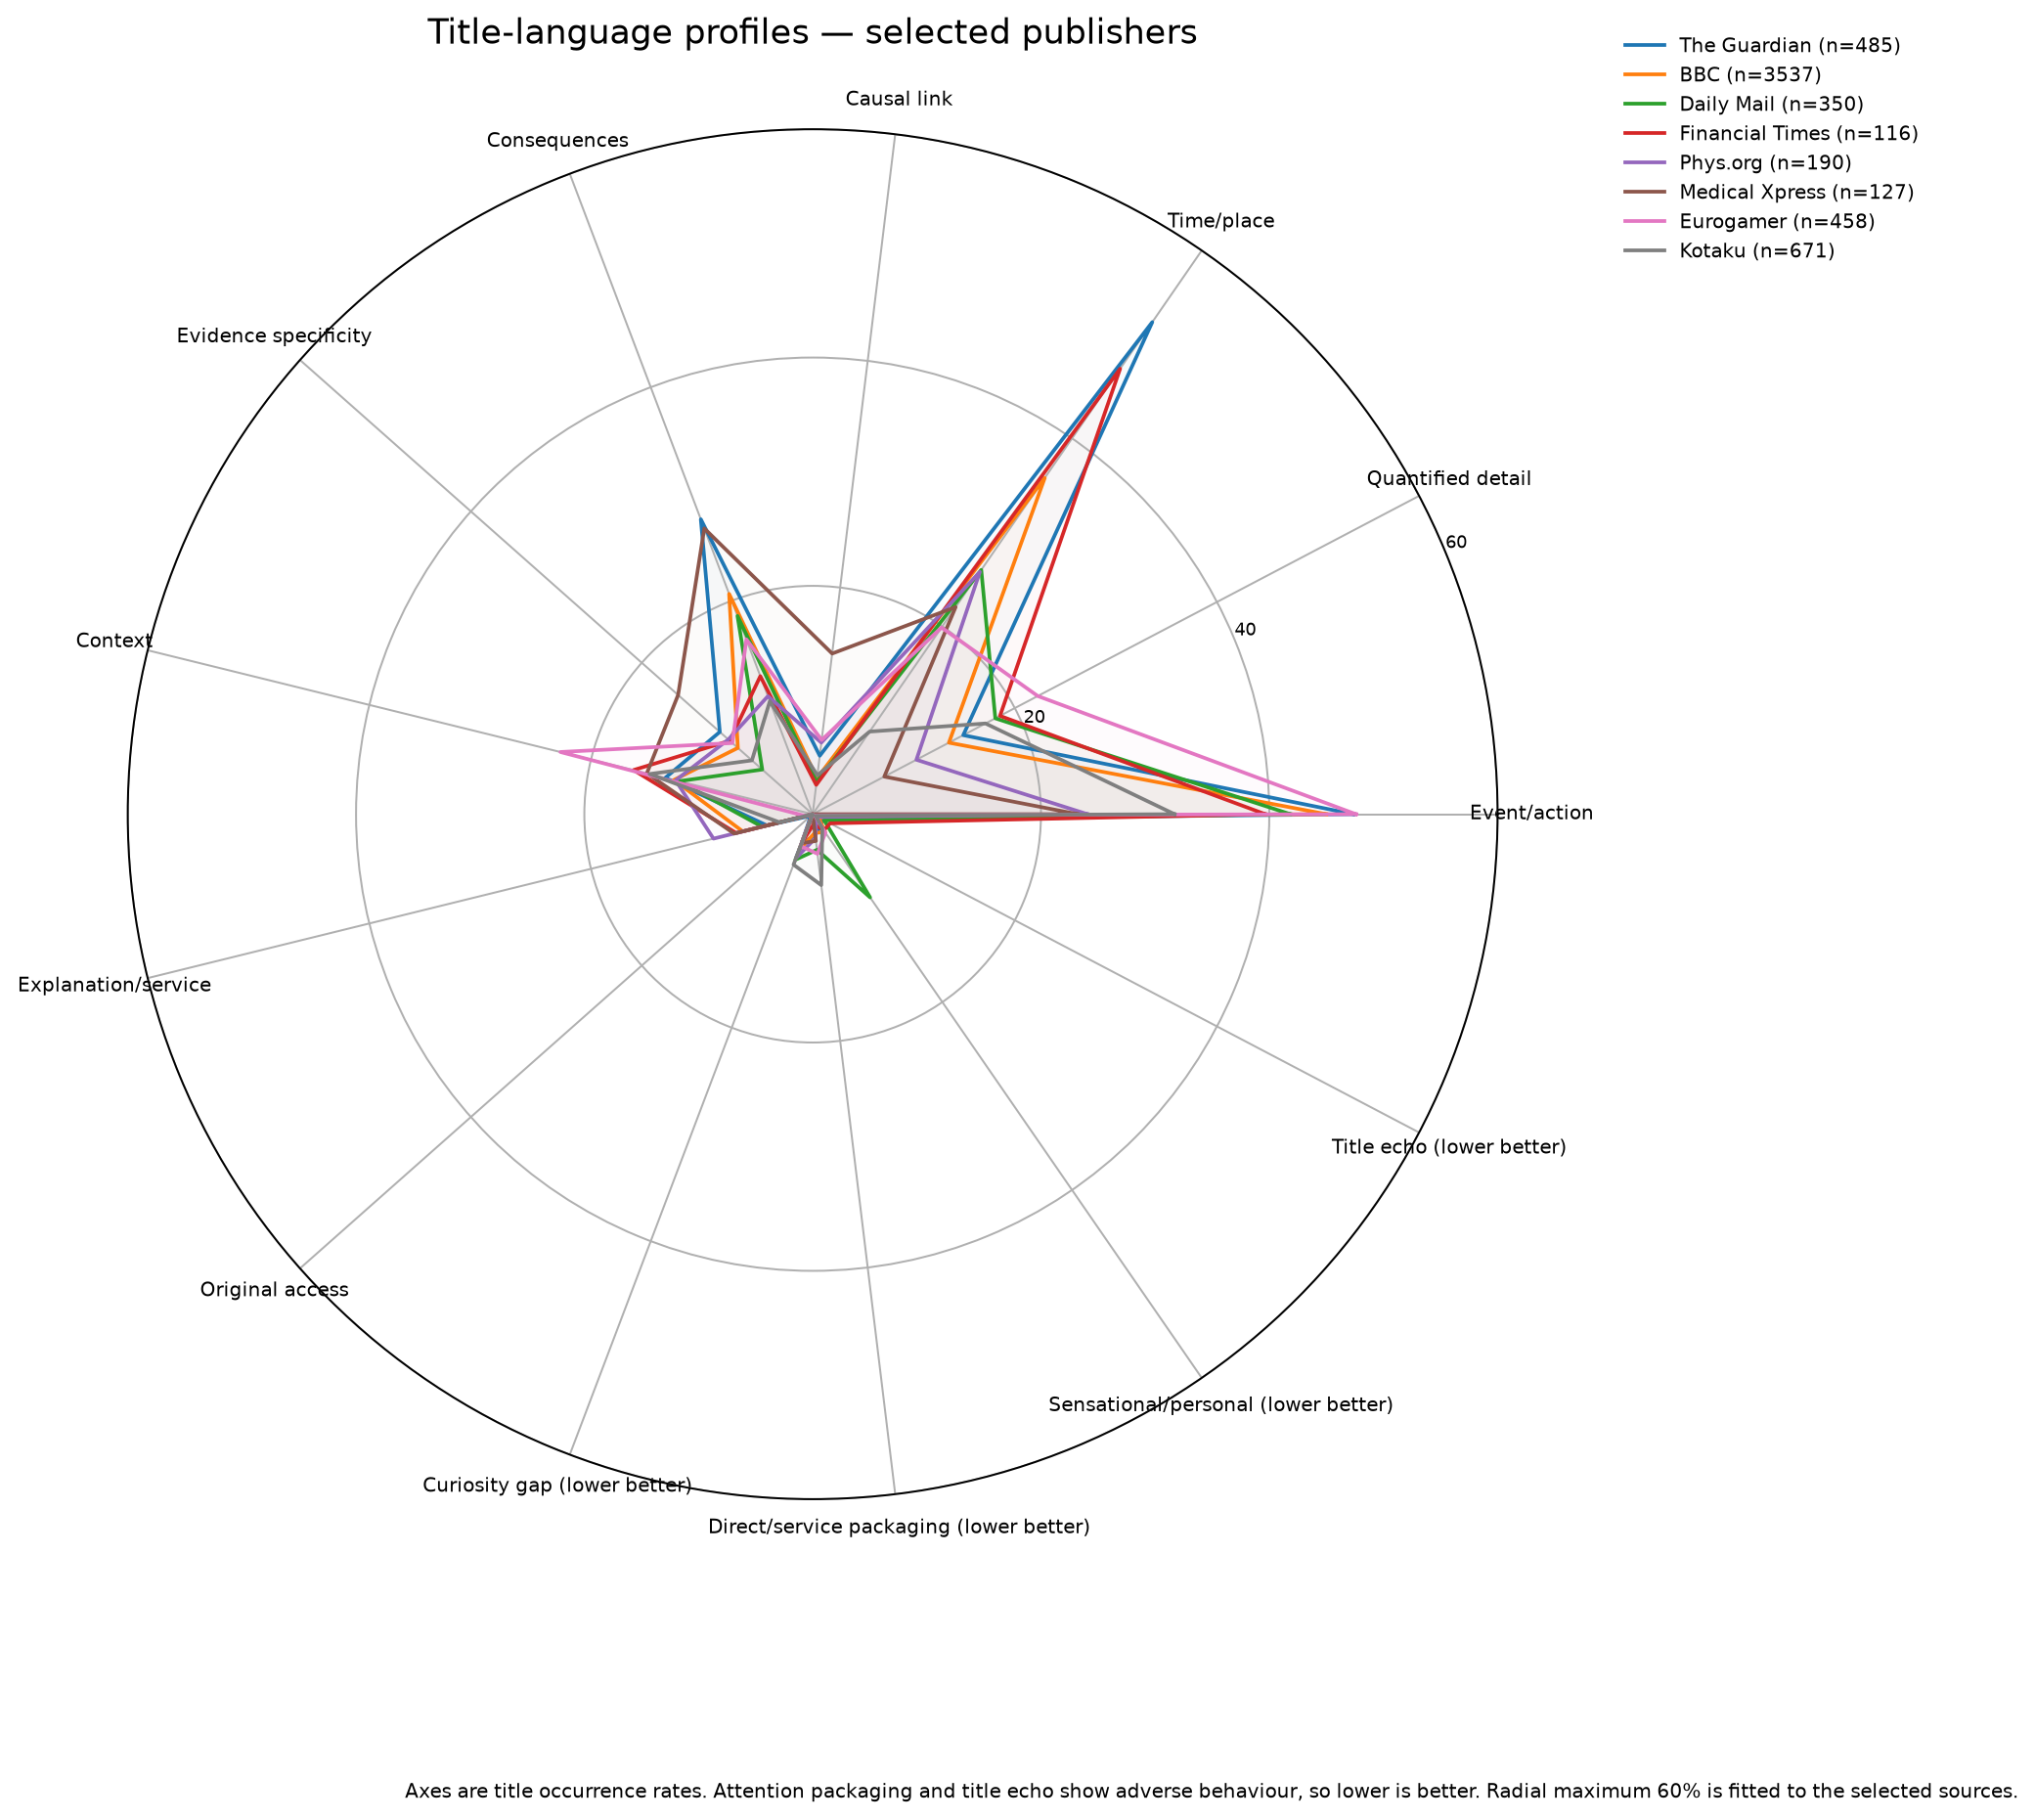 Title-language profiles — selected publishers
The Guardian (n=485)
BBC (n=3537)
Daily Mail (n=350)
Financial Times (n=116)
Phys.org (n=190)
Medical Xpress (n=127)
Eurogamer (n=458)
Kotaku (n=671)
Causal link
Consequences
Time/place
Evidence specificity
Quantified detail
60
40
Context
20
Event/action
Explanation/service
Title echo (lower better)
Original access
Sensational/personal (lower better)
Curiosity gap (lower better)
Direct/service packaging (lower better)
Axes are title occurrence rates. Attention packaging and title echo show adverse behaviour, so lower is better. Radial maximum 60% is fitted to the selected sources.